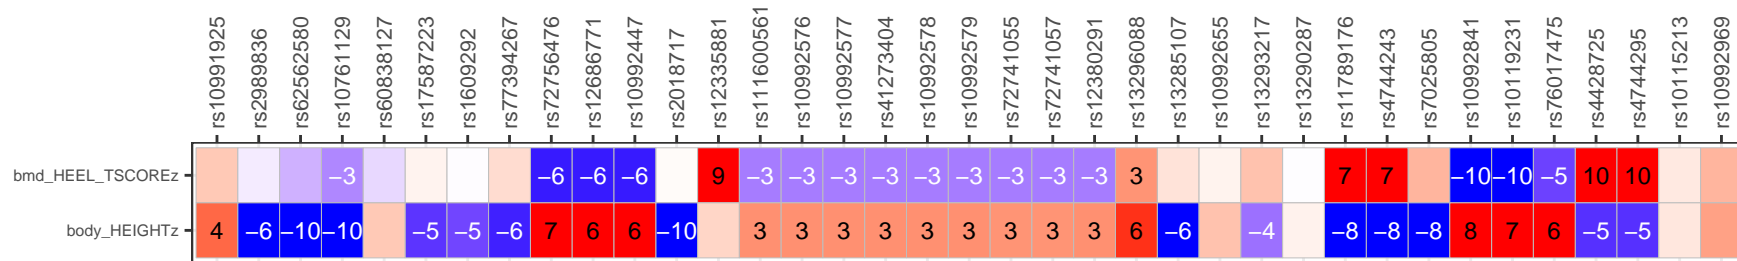 rs10991925 rs2989836 rs62562580 rs10761129 rs60838127 rs17587223 rs1609292 rs77394267 rs72756476 rs12686771 rs10992447 rs2018717 rs12335881 rs111600561 rs10992576 rs10992577 rs41273404 rs10992578 rs10992579 rs72741055 rs72741057 rs12380291 rs13296088 rs13285107 rs10992655 rs13293217 rs13290287 rs11789176 rs4744243 rs7025805 rs10992841 rs10119231 rs76017475 rs4428725 rs4744295 rs10115213 rs10992969
bmd_HEEL_TSCOREz −3 −6 −6 −6 9 −3 −3 −3 −3 −3 −3 −3 −3 −3 3 7 7 −10 −10 −5 10 10
body_HEIGHTz 4 −6 −10 −10 −5 −5 −6 7 6 6 −10 3 3 3 3 3 3 3 3 3 6 −6 −4 −8 −8 −8 8 7 6 −5 −5